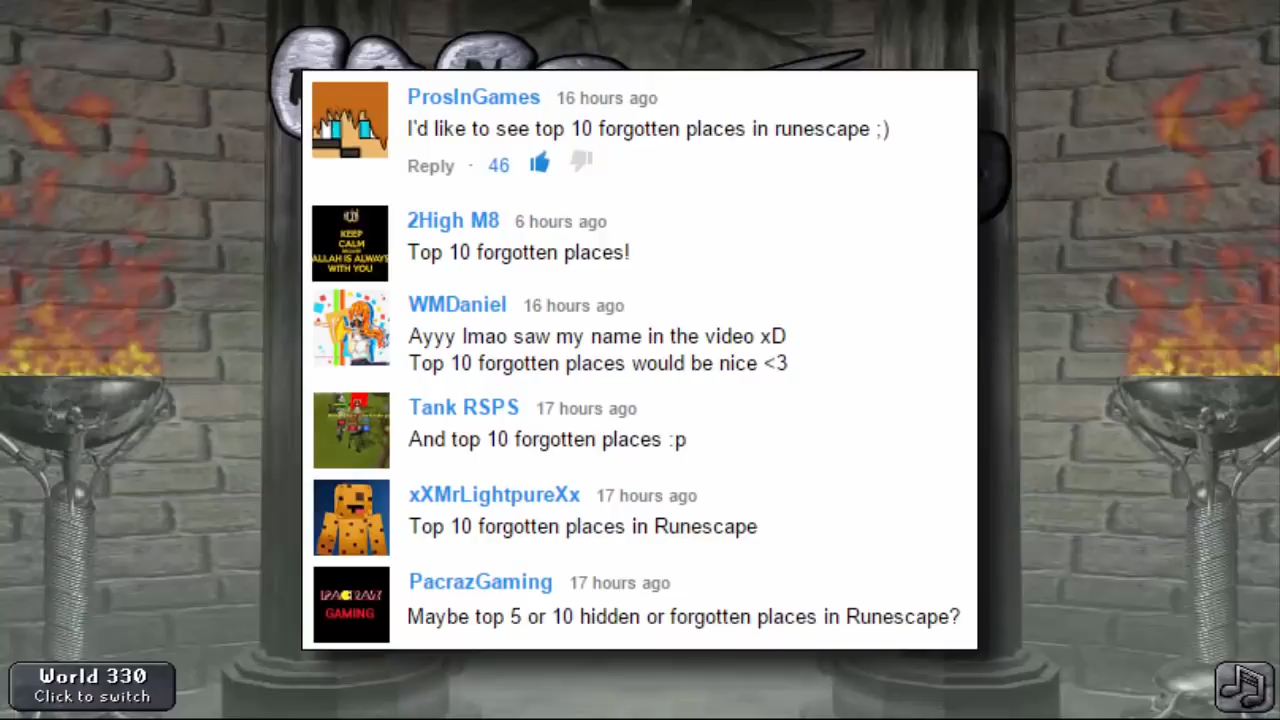 ProsInGames 16 hours ago
I'd like to see top 10 forgotten places in runescape ;)
Reply · 46
2High M8 6 hours ago
Top 10 forgotten places!
KEEP
CALM
ALLAH IS ALWAYS
WITH YOU
WMDaniel 16 hours ago
Ayyy lmao saw my name in the video xD
Top 10 forgotten places would be nice <3
Tank RSPS 17 hours ago
And top 10 forgotten places :p
xXMrLightpureXx 17 hours ago
Top 10 forgotten places in Runescape
PacrazGaming 17 hours ago
Maybe top 5 or 10 hidden or forgotten places in Runescape?
GAMING
World 330
Click to switch